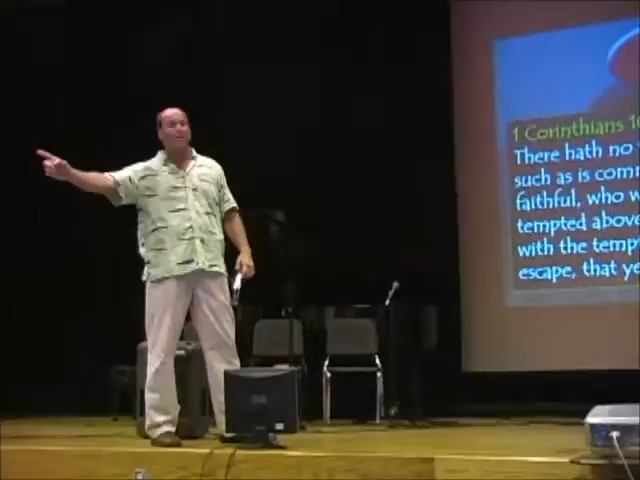 1 Corinthians 1
There hath no
such as is comm
faithful, who w
tempted above
with the tempt
escape, that ye